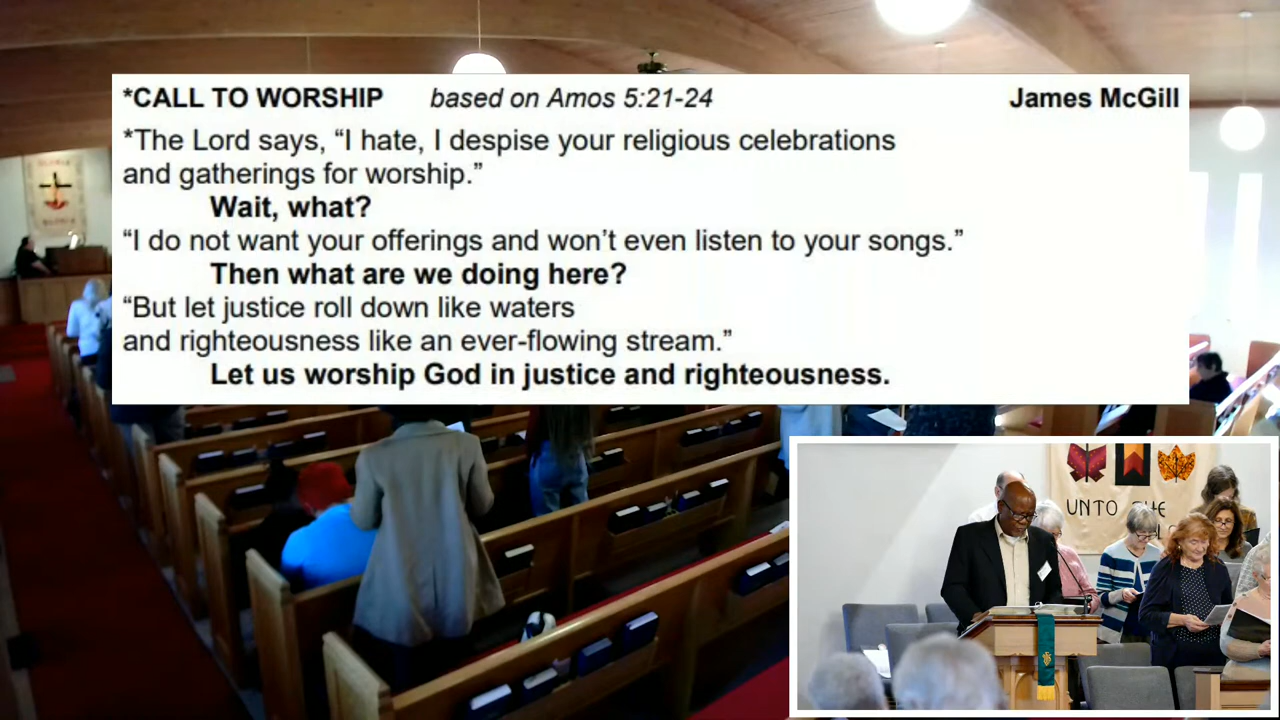 *CALL TO WORSHIP based on Amos 5:21-24 James McGill
*The Lord says, “I hate, I despise your religious celebrations
and gatherings for worship.”
Wait, what?
“I do not want your offerings and won’t even listen to your songs.”
Then what are we doing here?
“But let justice roll down like waters
and righteousness like an ever-flowing stream.”
Let us worship God in justice and righteousness.
UNTO THE